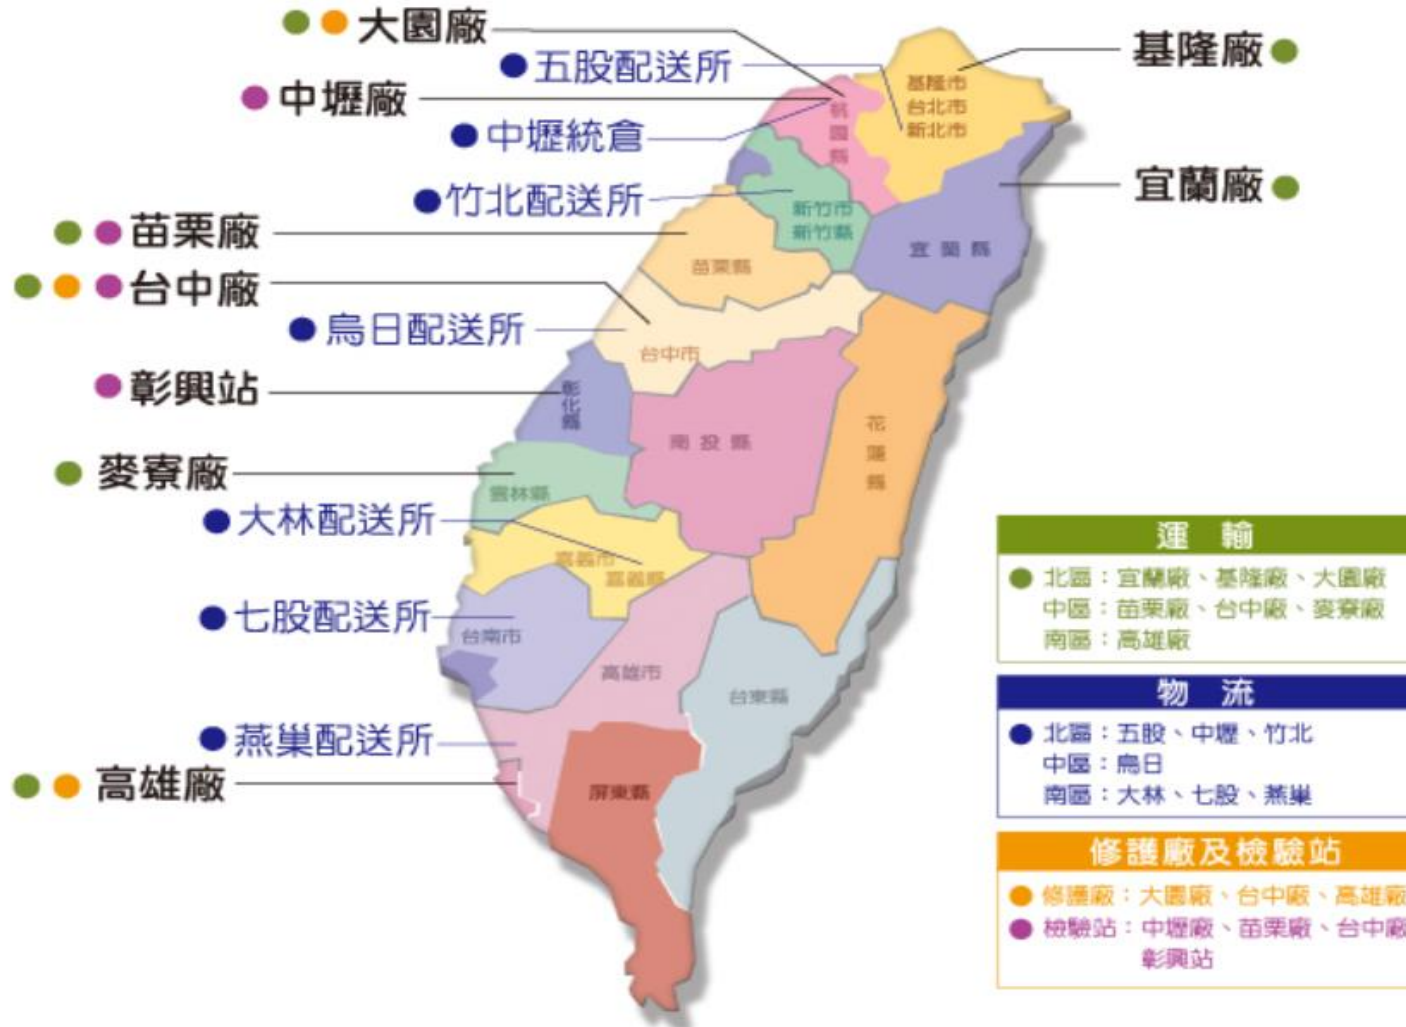 大園廠
基隆廠
五股配送所
中壢廠
中壢統倉
宜蘭廠
竹北配送所
苗栗廠
台中廠
烏日配送所
彰興站
麥寮廠
大林配送所
七股配送所
燕巢配送所
高雄廠
基隆市
台北市
新北市
桃園縣
新竹市
新竹縣
宜蘭縣
苗栗縣
台中市
彰化縣
南投縣
花蓮縣
雲林縣
嘉義市
嘉義縣
台南市
高雄市
台東縣
屏東縣
運 輸
北區：宜蘭廠、基隆廠、大園廠
中區：苗栗廠、台中廠、麥寮廠
南區：高雄廠
物 流
北區：五股、中壢、竹北
中區：烏日
南區：大林、七股、燕巢
修護廠及檢驗站
修護廠：大園廠、台中廠、高雄廠
檢驗站：中壢廠、苗栗廠、台中廠
彰興站